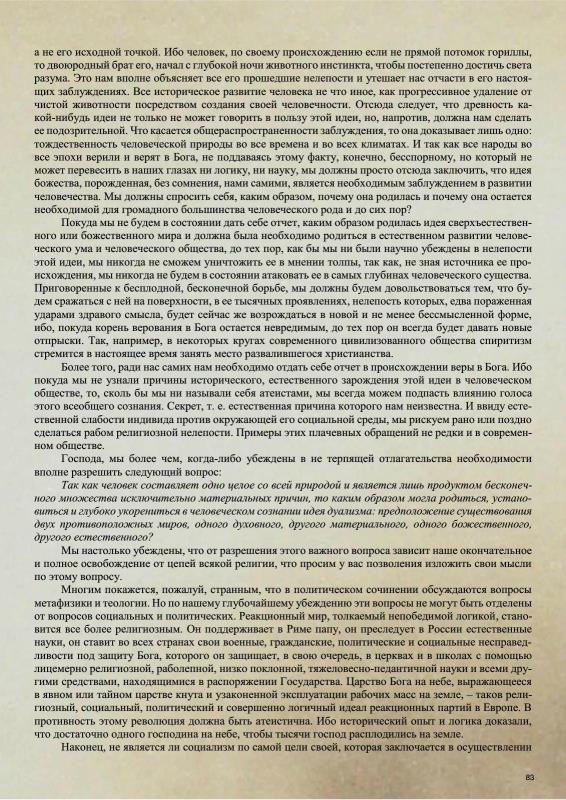 а не его исходной точкой. Ибо человек, по своему происхождению если не прямой потомок гориллы,
то двоюродный брат его, начал с глубокой ночи животного инстинкта, чтобы постепенно достичь света
разума. Это нам вполне объясняет все его прошедшие нелепости и утешает нас отчасти в его настоя-
щих заблуждениях. Все историческое развитие человека не что иное, как прогрессивное удаление от
чистой животности посредством создания своей человечности. Отсюда следует, что древность ка-
кой-нибудь идеи не только не может говорить в пользу этой идеи, но, напротив, должна нам сделать
ее подозрительной. Что касается общераспространенности заблуждения, то она доказывает лишь одно:
тождественность человеческой природы во все времена и во всех климатах. И так как все народы во
все эпохи верили и верят в Бога, не поддаваясь этому факту, конечно, бесспорному, но который не
может перевесить в наших глазах ни логику, ни науку, мы должны просто отсюда заключить, что идея
божества, порожденная, без сомнения, нами самими, является необходимым заблуждением в развитии
человечества. Мы должны спросить себя, каким образом, почему она родилась и почему она остается
необходимой для громадного большинства человеческого рода и до сих пор?
Покуда мы не будем в состоянии дать себе отчет, каким образом родилась идея сверхъестествен-
ного или божественного мира и должна была необходимо родиться в естественном развитии челове-
ческого ума и человеческого общества, до тех пор, как бы мы ни были научно убеждены в нелепости
этой идеи, мы никогда не сможем уничтожить ее в мнении толпы, так как, не зная источника ее про-
исхождения, мы никогда не будем в состоянии атаковать ее в самых глубинах человеческого существа.
Приговоренные к бесплодной, бесконечной борьбе, мы должны будем довольствоваться тем, что бу-
дем сражаться с ней на поверхности, в ее тысячных проявлениях, нелепость которых, едва пораженная
ударами здравого смысла, будет сейчас же возрождаться в новой и не менее бессмысленной форме,
ибо, покуда корень верования в Бога остается невредимым, до тех пор он всегда будет давать новые
отпрыски. Так, например, в некоторых кругах современного цивилизованного общества спиритизм
стремится в настоящее время занять место развалившегося христианства.
Более того, ради нас самих нам необходимо отдать себе отчет в происхождении веры в Бога. Ибо
покуда мы не узнали причины исторического, естественного зарождения этой идеи в человеческом
обществе, то, сколь бы мы ни называли себя атеистами, мы всегда можем подпасть влиянию голоса
этого всеобщего сознания. Секрет, т. е. естественная причина которого нам неизвестна. И ввиду есте-
ственной слабости индивида против окружающей его социальной среды, мы рискуем рано или поздно
сделаться рабом религиозной нелепости. Примеры этих плачевных обращений не редки и в современ-
ном обществе.
Господа, мы более чем, когда-либо убеждены в не терпящей отлагательства необходимости
вполне разрешить следующий вопрос:
Так как человек составляет одно целое со всей природой и является лишь продуктом бесконеч-
ного множества исключительно материальных причин, то каким образом могла родиться, устано-
виться и глубоко укорениться в человеческом сознании идея дуализма: предположение существования
двух противоположных миров, одного духовного, другого материального, одного божественного,
другого естественного?
Мы настолько убеждены, что от разрешения этого важного вопроса зависит наше окончательное
и полное освобождение от цепей всякой религии, что просим у вас позволения изложить свои мысли
по этому вопросу.
Многим покажется, пожалуй, странным, что в политическом сочинении обсуждаются вопросы
метафизики и теологии. Но по нашему глубочайшему убеждению эти вопросы не могут быть отделены
от вопросов социальных и политических. Реакционный мир, толкаемый непобедимой логикой, стано-
вится все более религиозным. Он поддерживает в Риме папу, он преследует в России естественные
науки, он ставит во всех странах свои военные, гражданские, политические и социальные несправед-
ливости под защиту Бога, которого он защищает, в свою очередь, в церквах и в школах с помощью
лицемерно религиозной, раболепной, низко поклонной, тяжеловесно-педантичной науки и всеми дру-
гими средствами, находящимися в распоряжении Государства. Царство Бога на небе, выражающееся
в явном или тайном царстве кнута и узаконенной эксплуатации рабочих масс на земле, – таков рели-
гиозный, социальный, политический и совершенно логичный идеал реакционных партий в Европе. В
противность этому революция должна быть атеистична. Ибо исторический опыт и логика доказали,
что достаточно одного господина на небе, чтобы тысячи господ расплодились на земле.
Наконец, не является ли социализм по самой цели своей, которая заключается в осуществлении
83